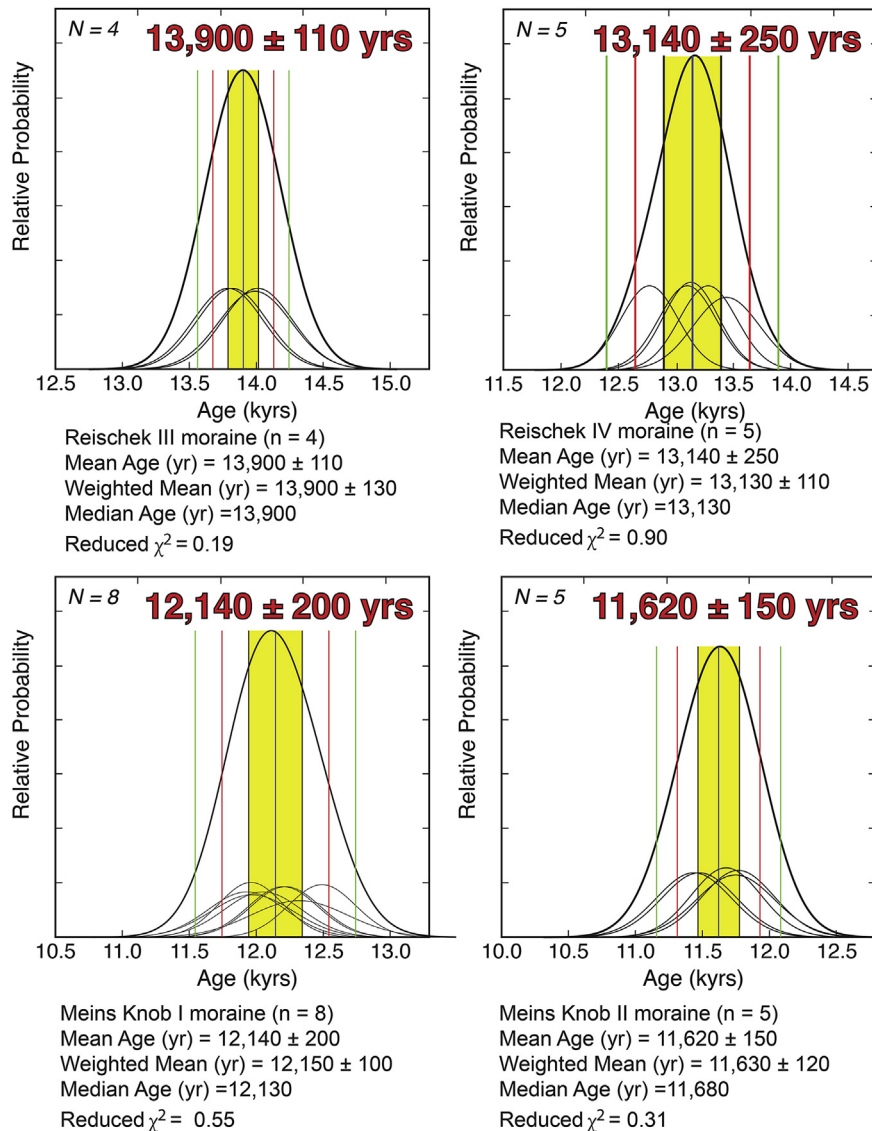 N = 4
13,900 ± 110 yrs
Relative Probability
12.5 13.0 13.5 14.0 14.5 15.0
Age (kyrs)
Reischek III moraine (n = 4)
Mean Age (yr) = 13,900 ± 110
Weighted Mean (yr) = 13,900 ± 130
Median Age (yr) =13,900
Reduced χ² = 0.19
N = 5
13,140 ± 250 yrs
Relative Probability
11.5 12.0 12.5 13.0 13.5 14.0 14.5
Age (kyrs)
Reischek IV moraine (n = 5)
Mean Age (yr) = 13,140 ± 250
Weighted Mean (yr) = 13,130 ± 110
Median Age (yr) =13,130
Reduced χ² = 0.90
N = 8
12,140 ± 200 yrs
Relative Probability
10.5 11.0 11.5 12.0 12.5 13.0
Age (kyrs)
Meins Knob I moraine (n = 8)
Mean Age (yr) = 12,140 ± 200
Weighted Mean (yr) = 12,150 ± 100
Median Age (yr) =12,130
Reduced χ² = 0.55
N = 5
11,620 ± 150 yrs
Relative Probability
10.0 10.5 11.0 11.5 12.0 12.5
Age (kyrs)
Meins Knob II moraine (n = 5)
Mean Age (yr) = 11,620 ± 150
Weighted Mean (yr) = 11,630 ± 120
Median Age (yr) =11,680
Reduced χ² = 0.31